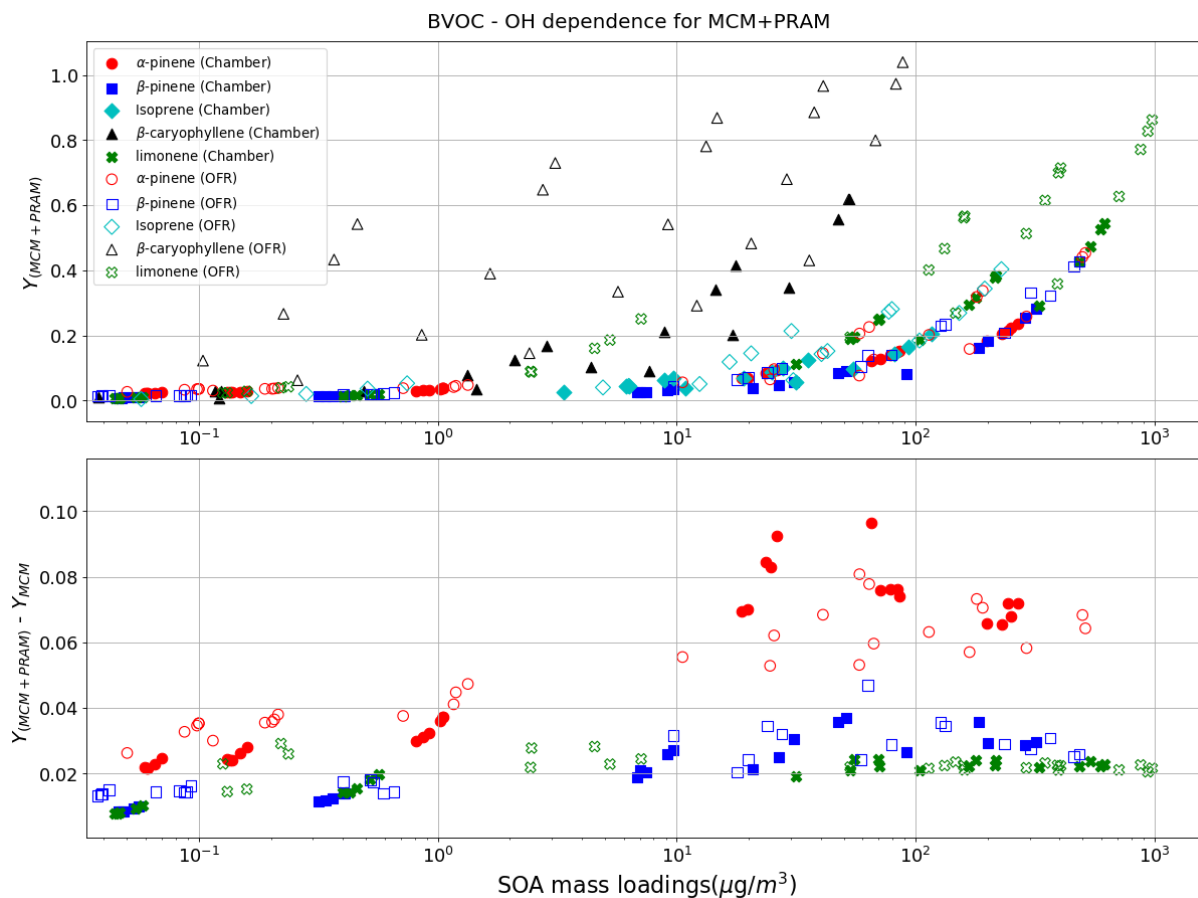 BVOC - OH dependence for MCM+PRAM
α-pinene (Chamber)
β-pinene (Chamber)
Isoprene (Chamber)
β-caryophyllene (Chamber)
limonene (Chamber)
α-pinene (OFR)
β-pinene (OFR)
Isoprene (OFR)
β-caryophyllene (OFR)
limonene (OFR)
Y(MCM + PRAM)
1.0
0.8
0.6
0.4
0.2
0.0
10⁻¹ 10⁰ 10¹ 10² 10³
Y(MCM + PRAM) - YMCM
0.10
0.08
0.06
0.04
0.02
10⁻¹ 10⁰ 10¹ 10² 10³
SOA mass loadings(μg/m³)